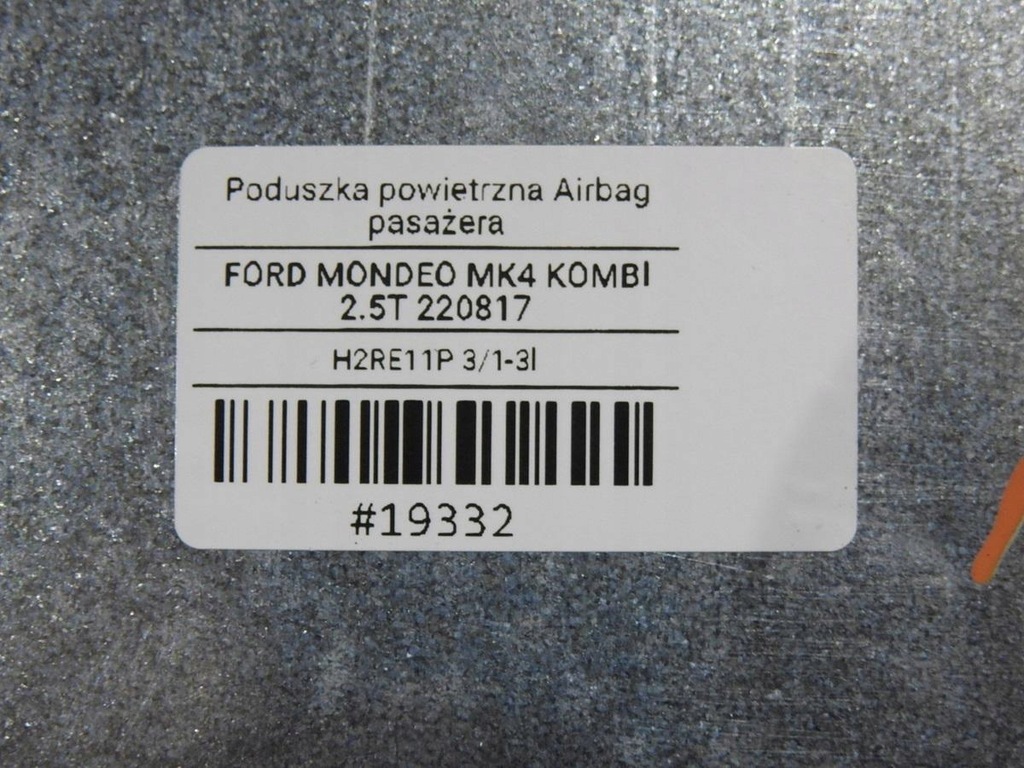 Poduszka powietrzna Airbag
pasażera
FORD MONDEO MK4 KOMBI
2.5T 220817
H2RE11P 3/1-3l
#19332